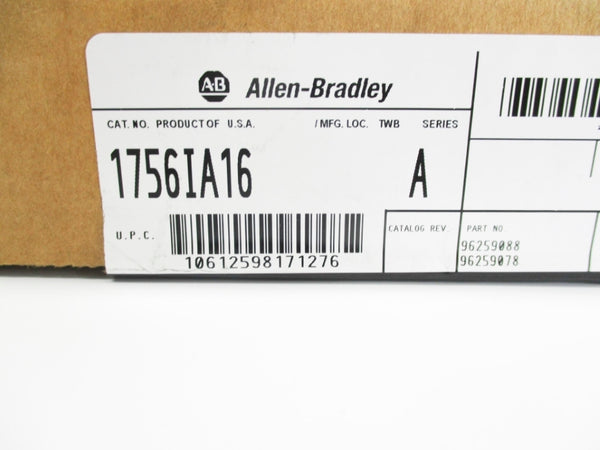 AB Allen-Bradley
CAT. NO. PRODUCT OF U.S.A. / MFG. LOC. TWB SERIES
1756IA16 A
U.P.C.
10612598171276
CATALOG REV. PART NO.
96259088
96259078